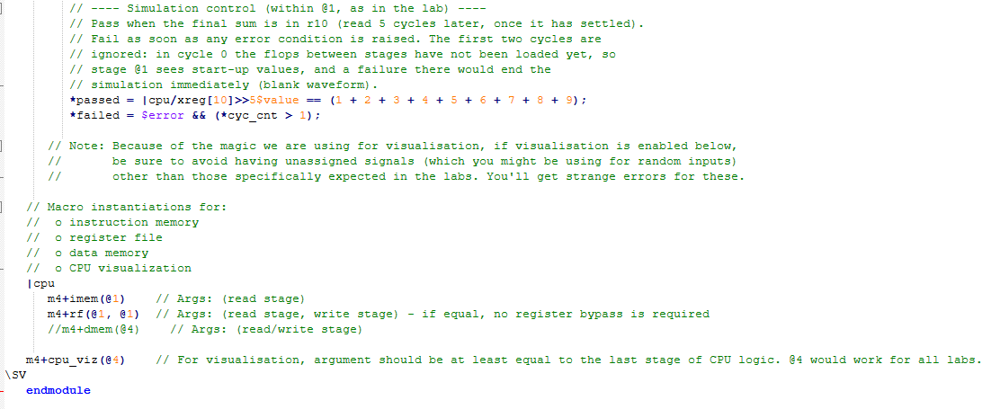 // ---- Simulation control (within @1, as in the lab) ----
// Pass when the final sum is in r10 (read 5 cycles later, once it has settled).
// Fail as soon as any error condition is raised. The first two cycles are
// ignored: in cycle 0 the flops between stages have not been loaded yet, so
// stage @1 sees start-up values, and a failure there would end the
// simulation immediately (blank waveform).
*passed = |cpu/xreg[10]>>5$value == (1 + 2 + 3 + 4 + 5 + 6 + 7 + 8 + 9);
*failed = $error && (*cyc_cnt > 1);
// Note: Because of the magic we are using for visualisation, if visualisation is enabled below,
//       be sure to avoid having unassigned signals (which you might be using for random inputs)
//       other than those specifically expected in the labs. You'll get strange errors for these.
// Macro instantiations for:
//  o instruction memory
//  o register file
//  o data memory
//  o CPU visualization
|cpu
m4+imem(@1)    // Args: (read stage)
m4+rf(@1, @1)  // Args: (read stage, write stage) - if equal, no register bypass is required
//m4+dmem(@4)    // Args: (read/write stage)
m4+cpu_viz(@4)    // For visualisation, argument should be at least equal to the last stage of CPU logic. @4 would work for all labs.
\SV
endmodule